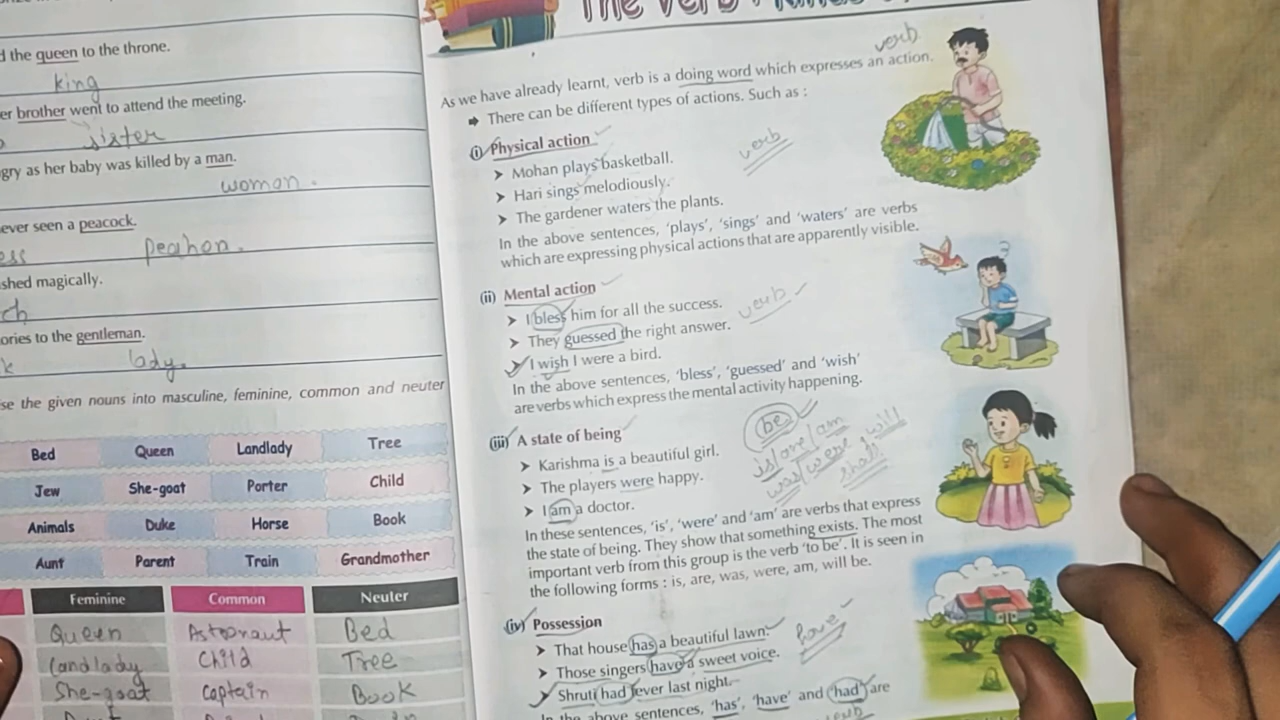 d the queen to the throne.
king
er brother went to attend the meeting.
sister
gry as her baby was killed by a man.
woman.
ever seen a peacock.
ess peahen.
shed magically.
ch
ories to the gentleman.
k lady.
se the given nouns into masculine, feminine, common and neuter
Bed Queen Landlady Tree
Jew She-goat Porter Child
Animals Duke Horse Book
Aunt Parent Train Grandmother
Feminine Common Neuter
Queen Astronaut Bed
landlady Child Tree
She-goat Captain Book
The Verb
verb
As we have already learnt, verb is a doing word which expresses an action.
There can be different types of actions. Such as :
(i) Physical action
verb
Mohan plays basketball.
Hari sings melodiously.
The gardener waters the plants.
In the above sentences, 'plays', 'sings' and 'waters' are verbs
which are expressing physical actions that are apparently visible.
(ii) Mental action
verb
I bless him for all the success.
They guessed the right answer.
I wish I were a bird.
In the above sentences, 'bless', 'guessed' and 'wish'
are verbs which express the mental activity happening.
(iii) A state of being
be
is/are/am
was/were
will
shall
Karishma is a beautiful girl.
The players were happy.
I am a doctor.
In these sentences, 'is', 'were' and 'am' are verbs that express
the state of being. They show that something exists. The most
important verb from this group is the verb 'to be'. It is seen in
the following forms : is, are, was, were, am, will be.
(iv) Possession
have
That house has a beautiful lawn.
Those singers have a sweet voice.
Shruti had fever last night.
In the above sentences, 'has', 'have' and 'had' are
verb